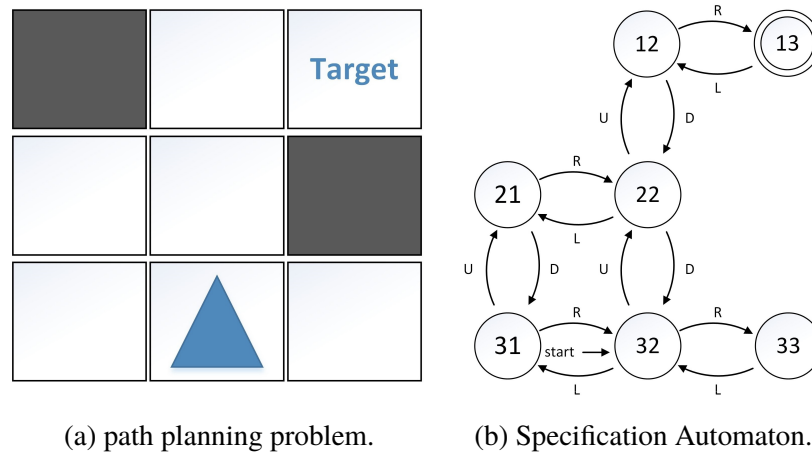 Target
R
12
13
L
U
D
R
21
22
L
U
D
U
D
R
R
31
start
32
33
L
L
(a) path planning problem.
(b) Specification Automaton.